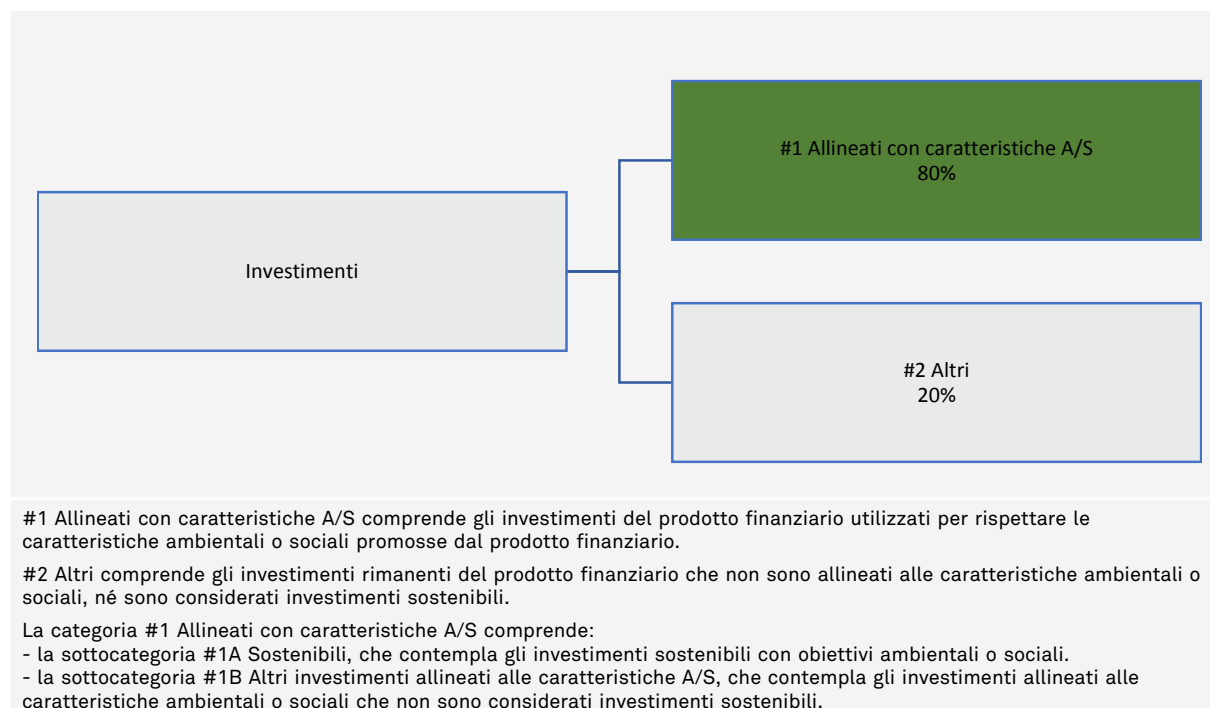 #1 Allineati con caratteristiche A/S
80%
Investimenti
#2 Altri
20%
#1 Allineati con caratteristiche A/S comprende gli investimenti del prodotto finanziario utilizzati per rispettare le
caratteristiche ambientali o sociali promosse dal prodotto finanziario.
#2 Altri comprende gli investimenti rimanenti del prodotto finanziario che non sono allineati alle caratteristiche ambientali o
sociali, né sono considerati investimenti sostenibili.
La categoria #1 Allineati con caratteristiche A/S comprende:
- la sottocategoria #1A Sostenibili, che contempla gli investimenti sostenibili con obiettivi ambientali o sociali.
- la sottocategoria #1B Altri investimenti allineati alle caratteristiche A/S, che contempla gli investimenti allineati alle
caratteristiche ambientali o sociali che non sono considerati investimenti sostenibili.